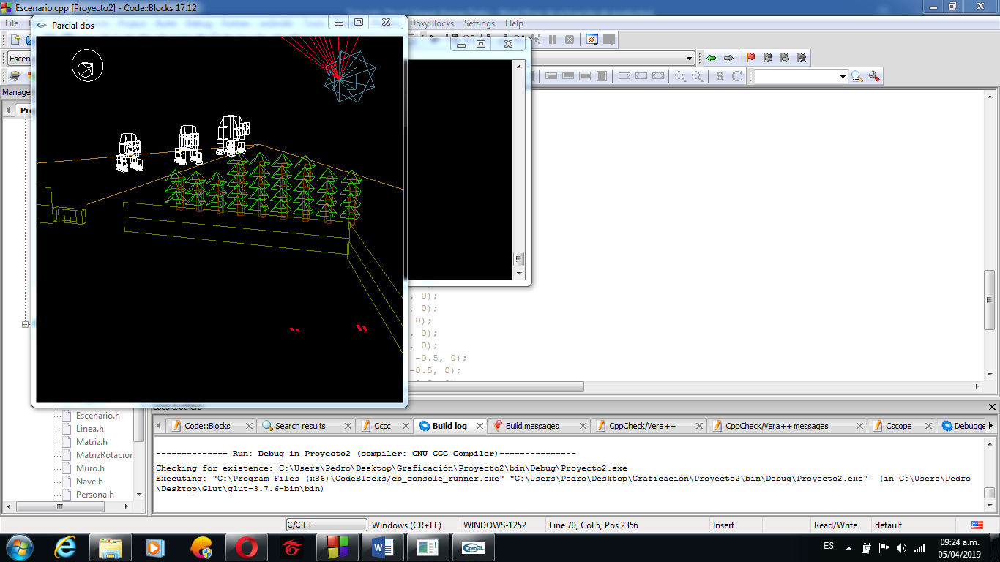 Escenario.cpp [Proyecto2] - Code::Blocks 17.12
File
DoxyBlocks Settings Help
Parcial dos
Escen
S C
Manage
Pro
, 0);
, 0);
0);
, 0);
, 0);
-0.5, 0);
-0.5, 0);
Logs & others
Escenario.h
Linea.h
Matriz.h
MatrizRotacion
Muro.h
Nave.h
Persona.h
Code::Blocks Search results Cccc Build log Build messages CppCheck/Vera++ CppCheck/Vera++ messages Cscope Debugge
-------------- Run: Debug in Proyecto2 (compiler: GNU GCC Compiler)---------------
Checking for existence: C:\Users\Pedro\Desktop\Graficación\Proyecto2\bin\Debug\Proyecto2.exe
Executing: "C:\Program Files (x86)\CodeBlocks/cb_console_runner.exe" "C:\Users\Pedro\Desktop\Graficación\Proyecto2\bin\Debug\Proyecto2.exe"  (in C:\Users\Pedro
\Desktop\Glut\glut-3.7.6-bin\bin)
C/C++ Windows (CR+LF) WINDOWS-1252 Line 70, Col 5, Pos 2356 Insert Read/Write default
OpenGL
ES
09:24 a.m.
05/04/2019